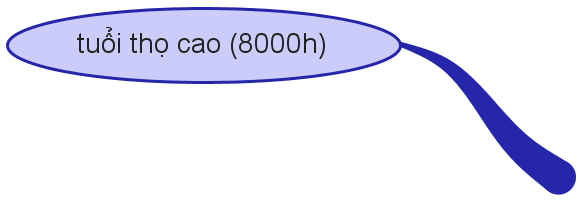 tuổi thọ cao (8000h)